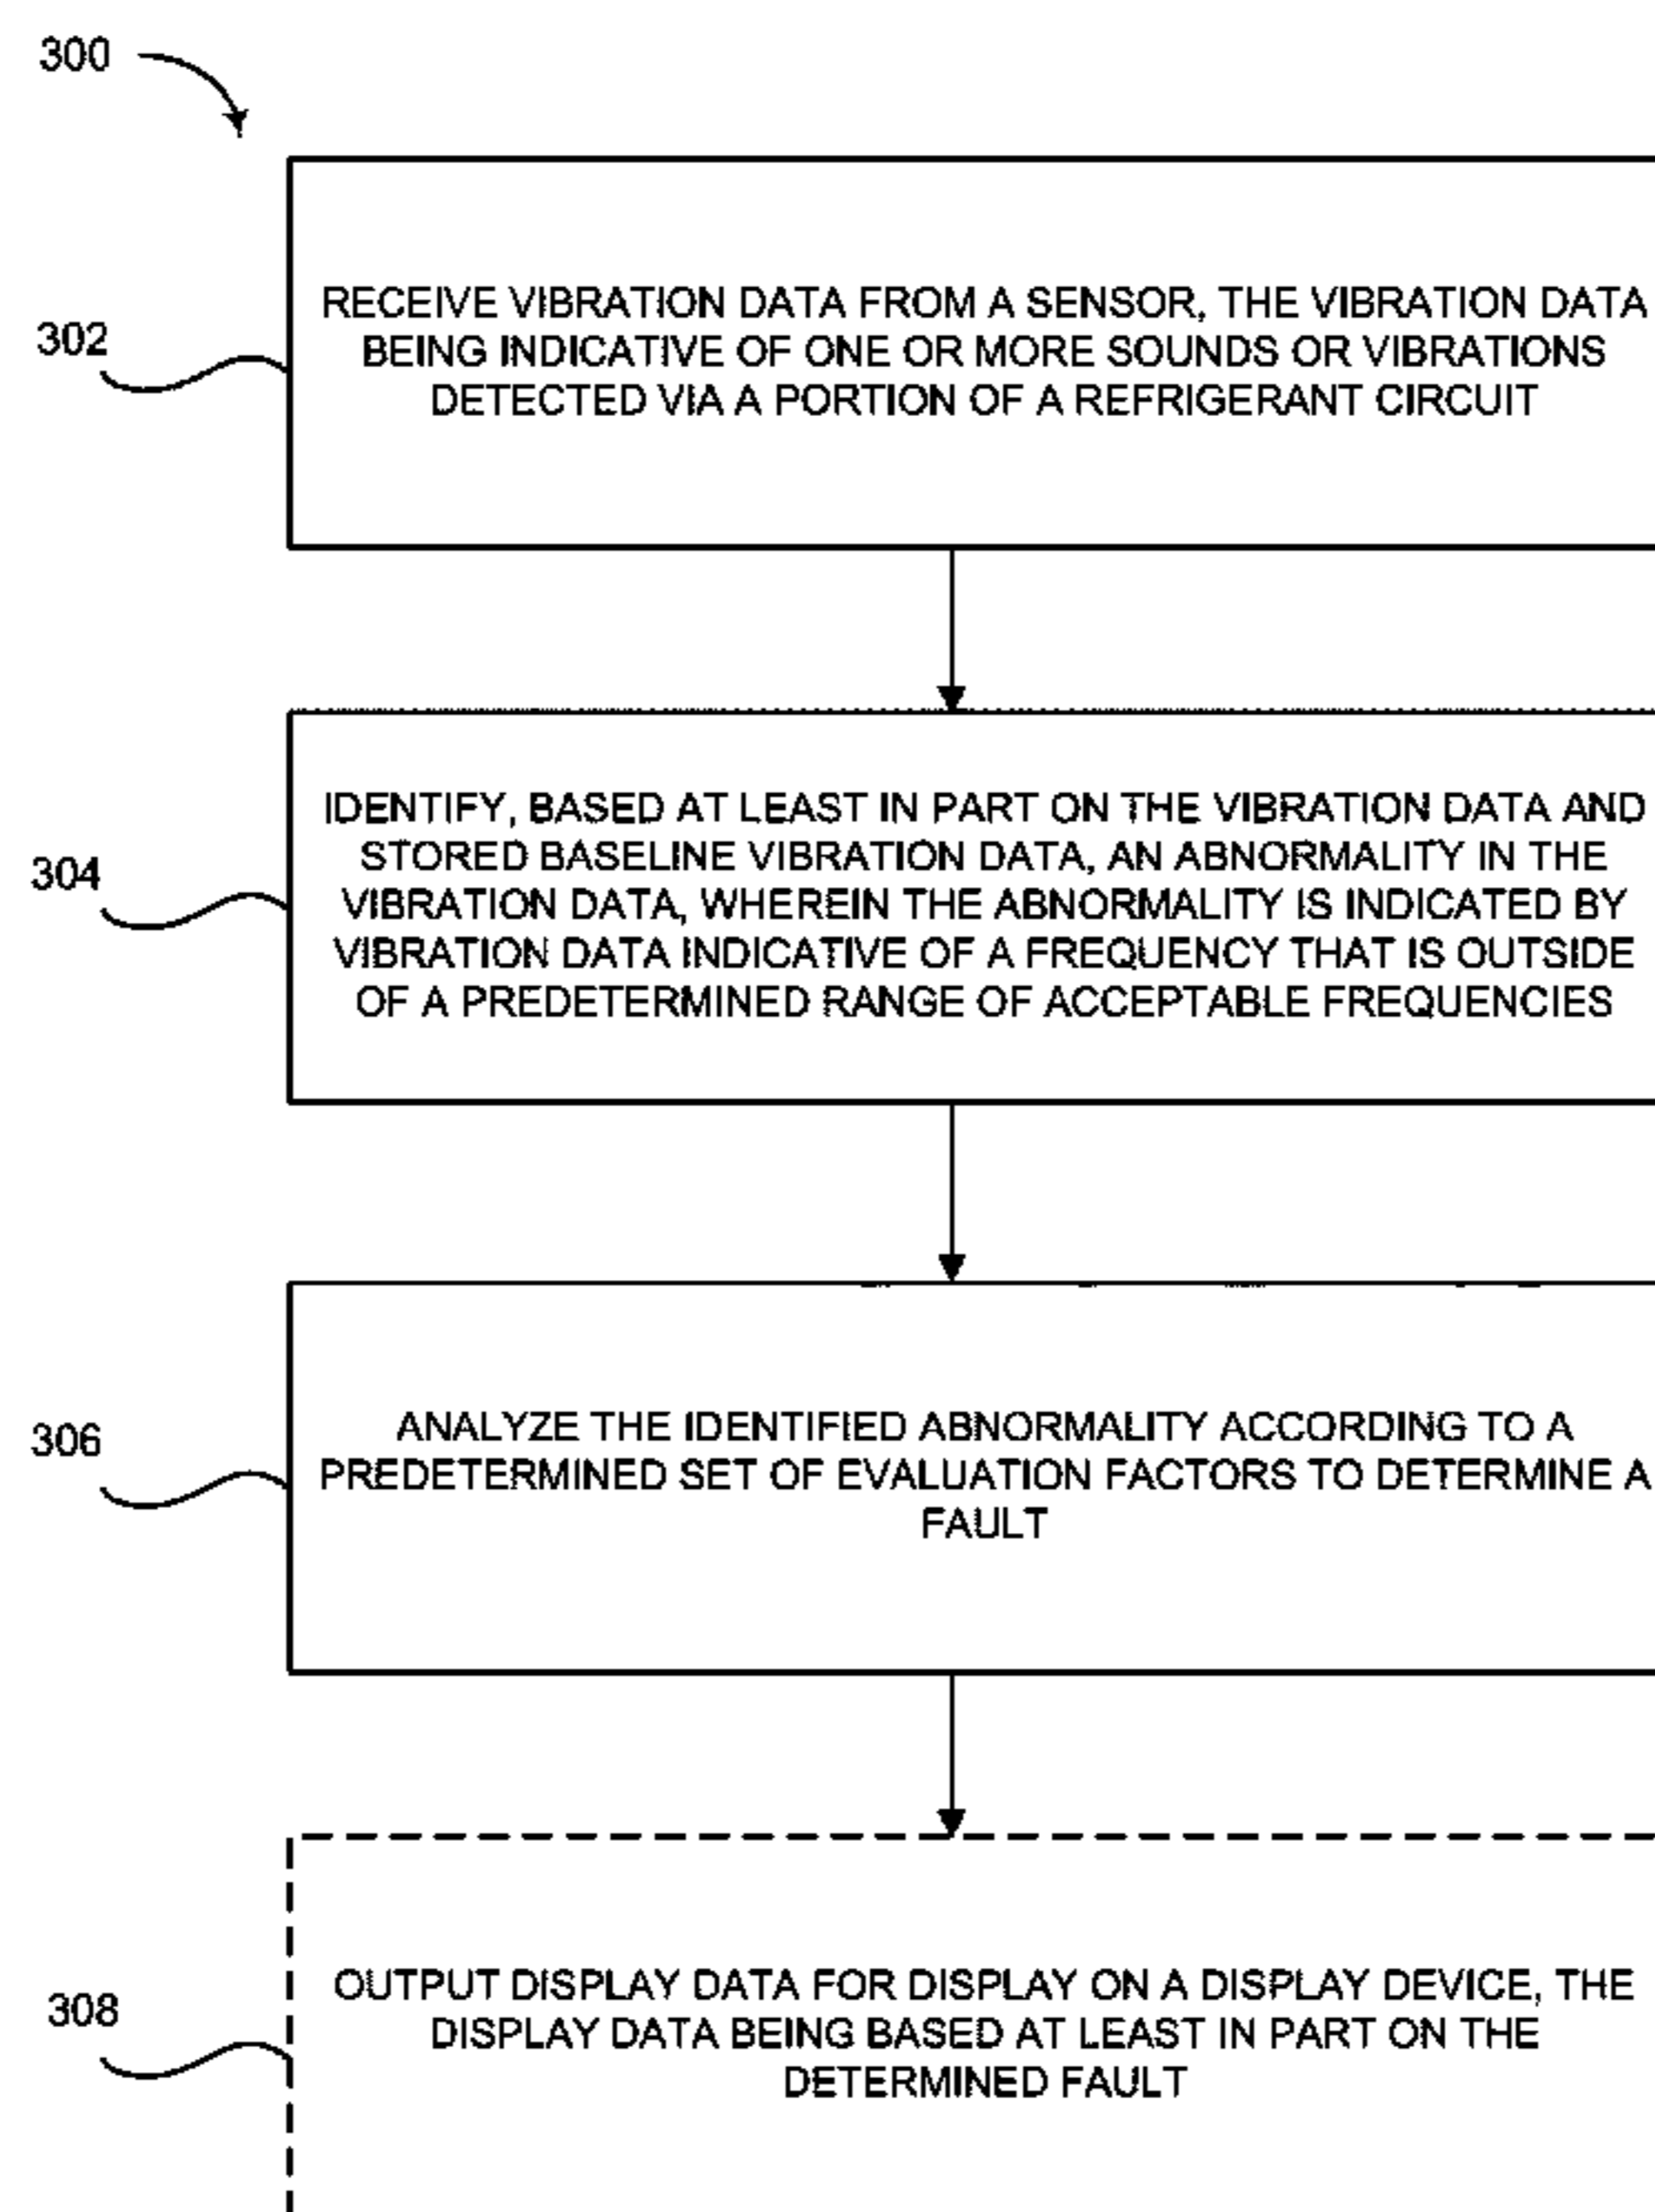 300
302
RECEIVE VIBRATION DATA FROM A SENSOR, THE VIBRATION DATA
BEING INDICATIVE OF ONE OR MORE SOUNDS OR VIBRATIONS
DETECTED VIA A PORTION OF A REFRIGERANT CIRCUIT
304
IDENTIFY, BASED AT LEAST IN PART ON THE VIBRATION DATA AND
STORED BASELINE VIBRATION DATA, AN ABNORMALITY IN THE
VIBRATION DATA, WHEREIN THE ABNORMALITY IS INDICATED BY
VIBRATION DATA INDICATIVE OF A FREQUENCY THAT IS OUTSIDE
OF A PREDETERMINED RANGE OF ACCEPTABLE FREQUENCIES
306
ANALYZE THE IDENTIFIED ABNORMALITY ACCORDING TO A
PREDETERMINED SET OF EVALUATION FACTORS TO DETERMINE A
FAULT
308
OUTPUT DISPLAY DATA FOR DISPLAY ON A DISPLAY DEVICE, THE
DISPLAY DATA BEING BASED AT LEAST IN PART ON THE
DETERMINED FAULT